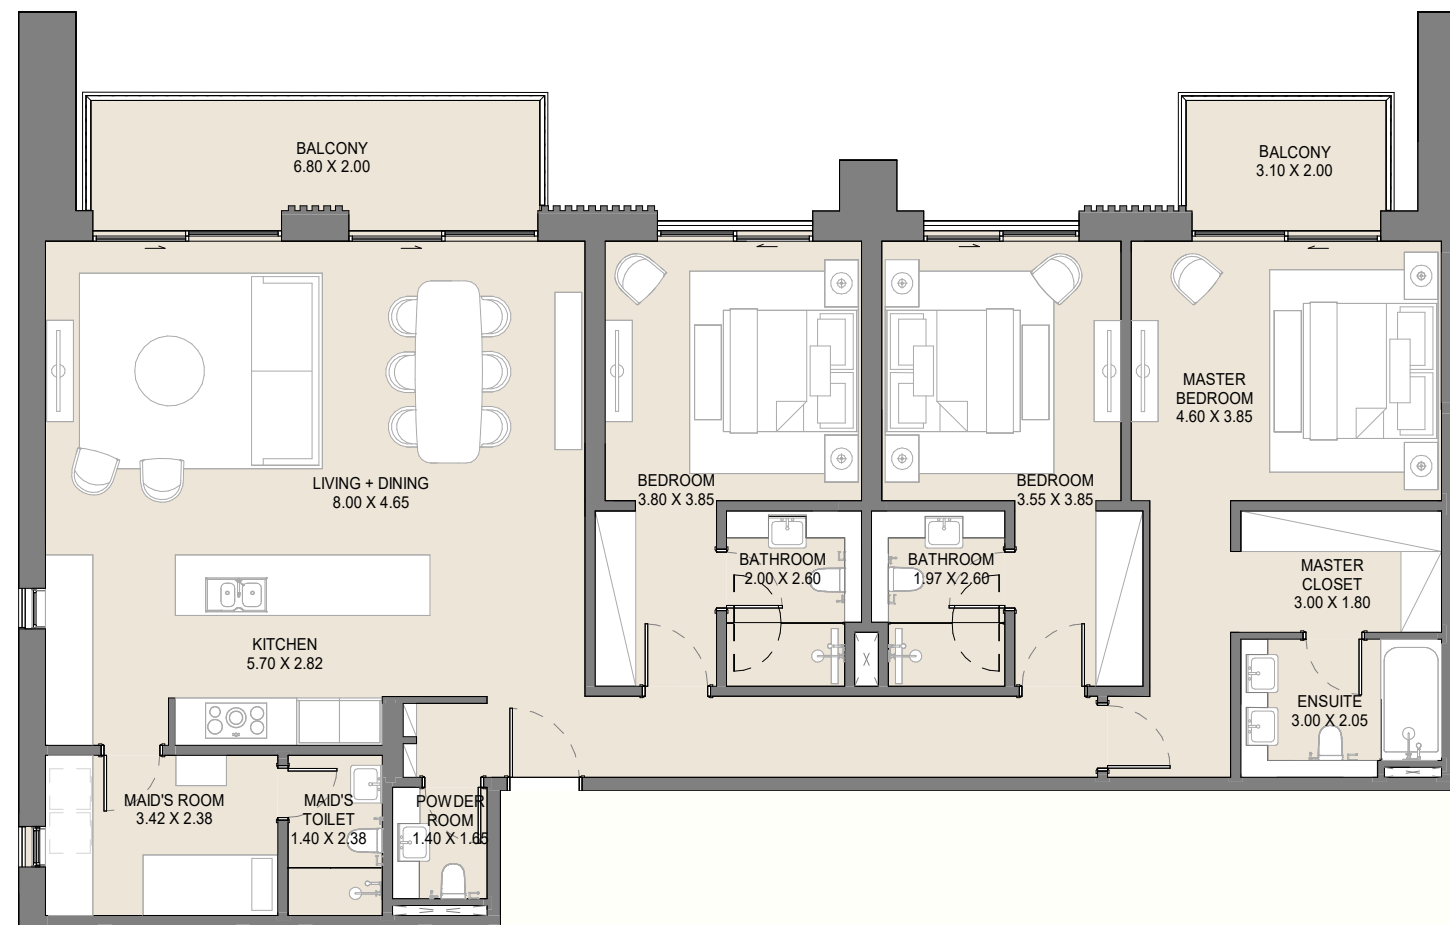 BALCONY
6.80 X 2.00
BALCONY
3.10 X 2.00
LIVING + DINING
8.00 X 4.65
BEDROOM
3.80 X 3.85
BEDROOM
3.55 X 3.85
MASTER
BEDROOM
4.60 X 3.85
KITCHEN
5.70 X 2.82
BATHROOM
2.00 X 2.60
BATHROOM
1.97 X 2.60
MASTER
CLOSET
3.00 X 1.80
ENSUITE
3.00 X 2.05
MAID'S ROOM
3.42 X 2.38
MAID'S
TOILET
1.40 X 2.38
POWDER
ROOM
1.40 X 1.65